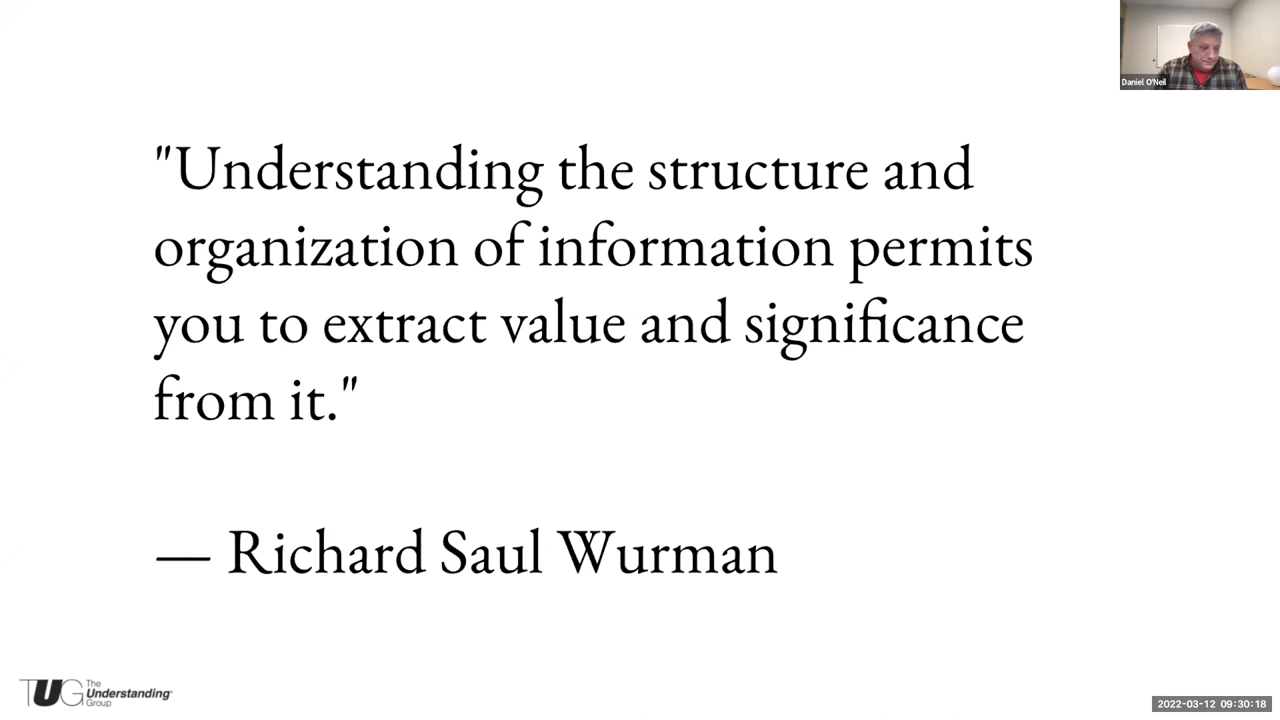 Daniel O'Neil
"Understanding the structure and
organization of information permits
you to extract value and significance
from it."
— Richard Saul Wurman
TUG The
Understanding
Group
2022-03-12 09:30:18